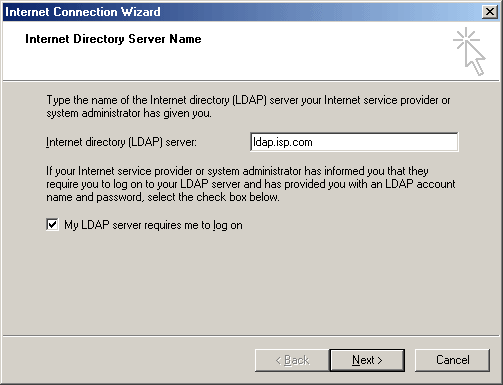 Internet Connection Wizard
Internet Directory Server Name
Type the name of the Internet directory (LDAP) server your Internet service provider or
system administrator has given you.
Internet directory (LDAP) server:
ldap.isp.com
If your Internet service provider or system administrator has informed you that they
require you to log on to your LDAP server and has provided you with an LDAP account
name and password, select the check box below.
My LDAP server requires me to log on
< Back
Next >
Cancel